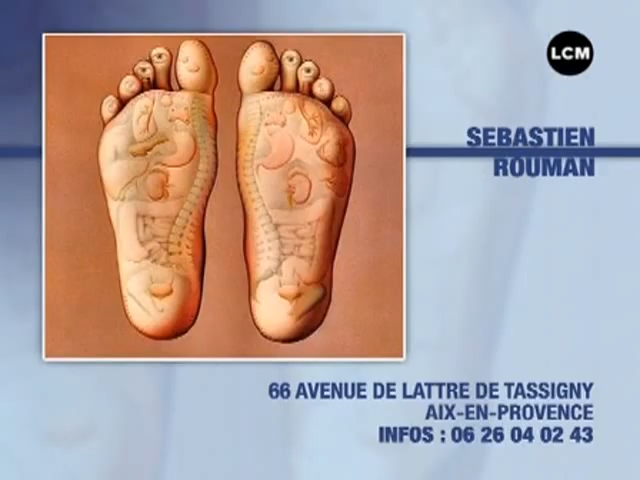 LCM
SEBASTIEN
ROUMAN
66 AVENUE DE LATTRE DE TASSIGNY
AIX-EN-PROVENCE
INFOS : 06 26 04 02 43